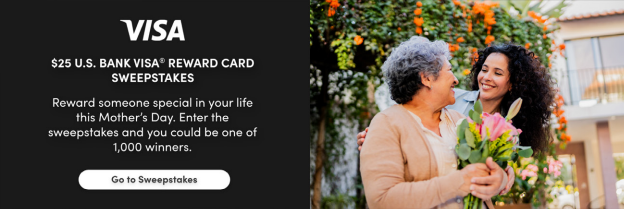 VISA
$25 U.S. BANK VISA® REWARD CARD
SWEEPSTAKES
Reward someone special in your life
this Mother's Day. Enter the
sweepstakes and you could be one of
1,000 winners.
Go to Sweepstakes